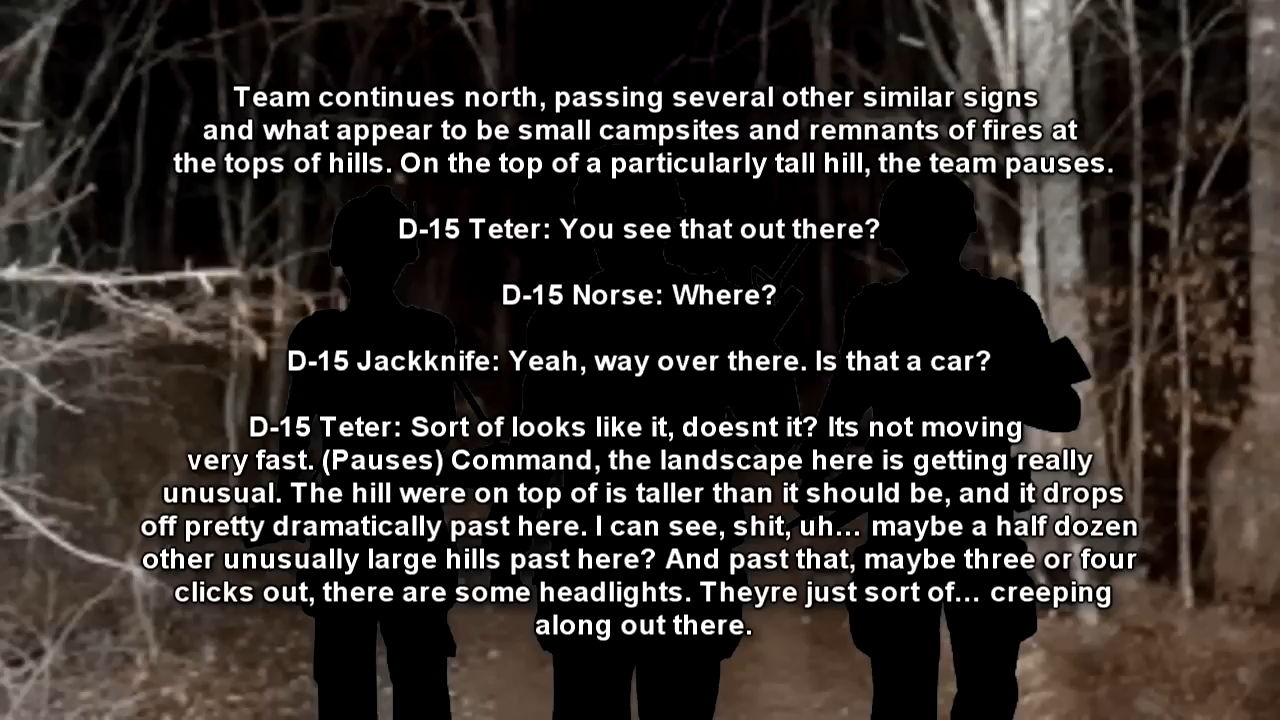 Team continues north, passing several other similar signs
and what appear to be small campsites and remnants of fires at
the tops of hills. On the top of a particularly tall hill, the team pauses.
D-15 Teter: You see that out there?
D-15 Norse: Where?
D-15 Jackknife: Yeah, way over there. Is that a car?
D-15 Teter: Sort of looks like it, doesnt it? Its not moving
very fast. (Pauses) Command, the landscape here is getting really
unusual. The hill were on top of is taller than it should be, and it drops
off pretty dramatically past here. I can see, shit, uh... maybe a half dozen
other unusually large hills past here? And past that, maybe three or four
clicks out, there are some headlights. Theyre just sort of... creeping
along out there.